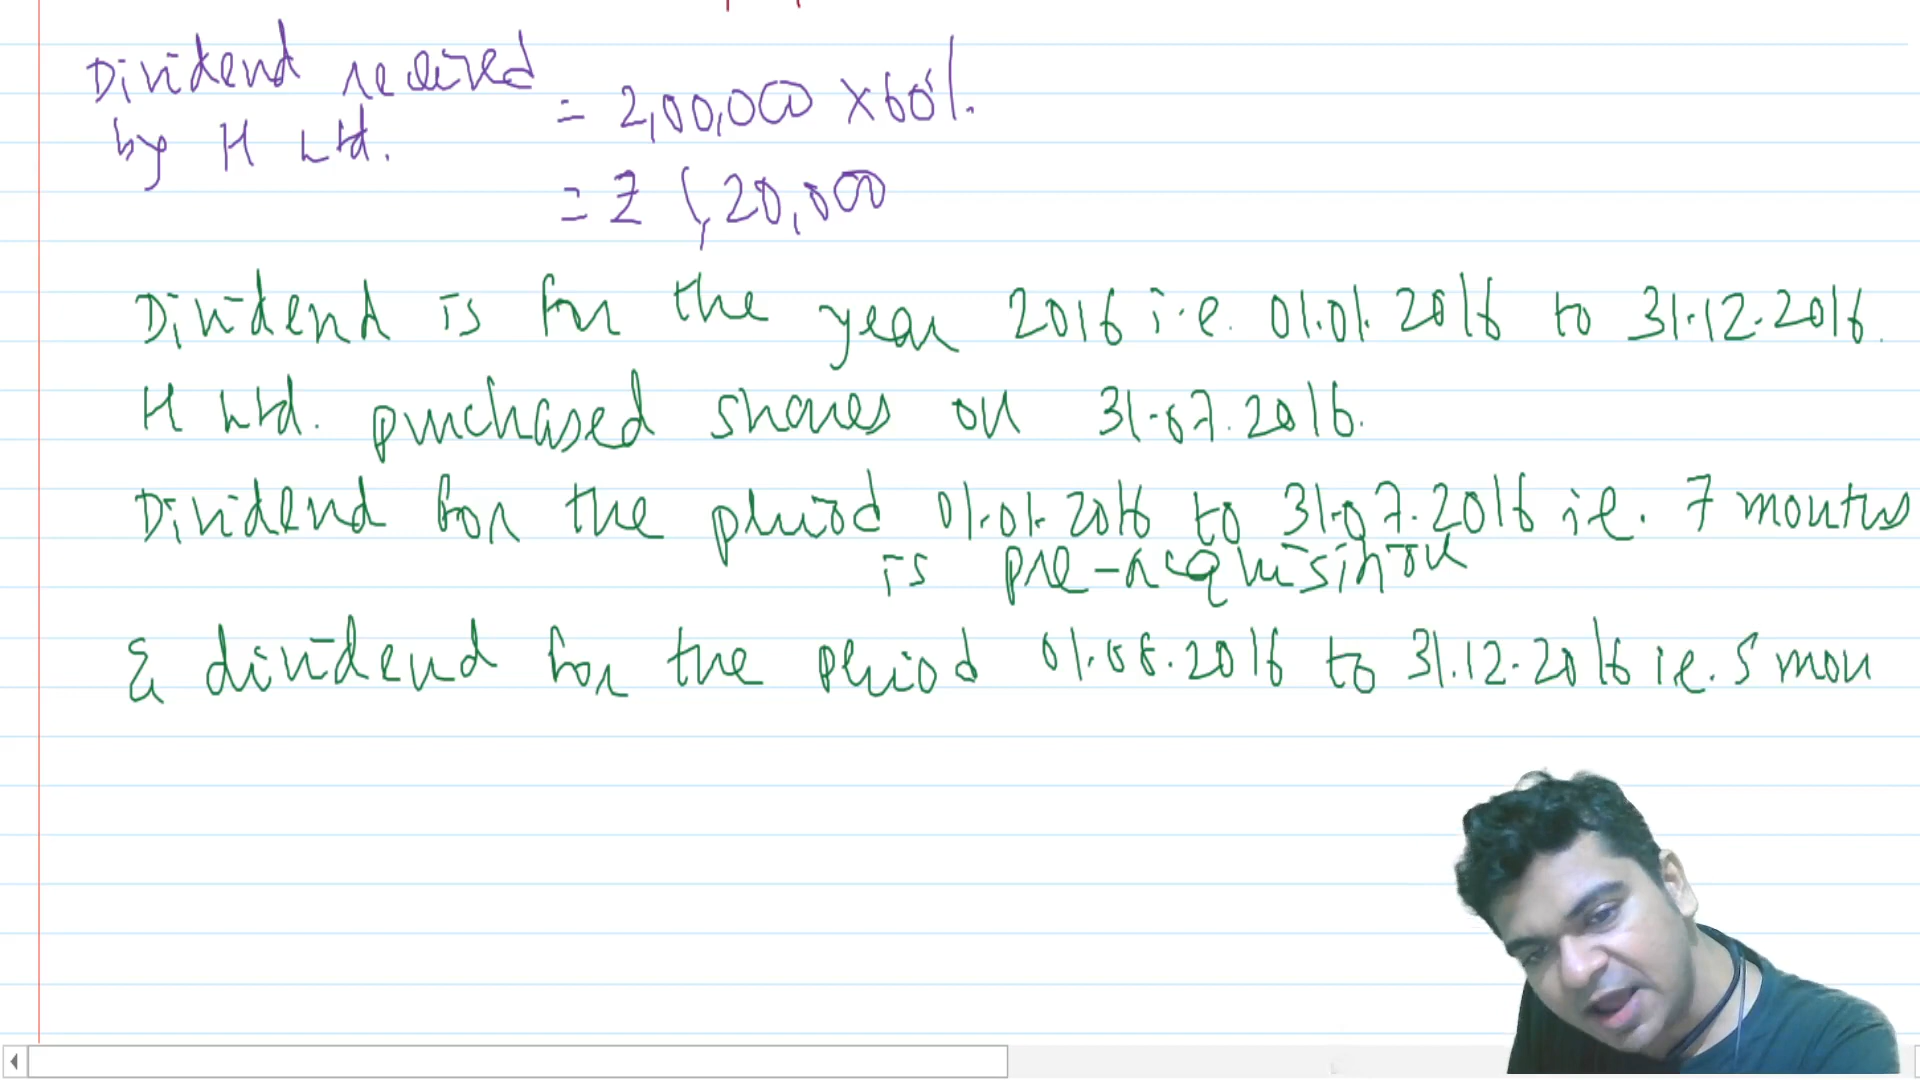 Dividend received
by H Ltd.
= 2,00,000 x 60%.
= ₹ 1,20,000
Dividend is for the year 2016 i.e. 01.01.2016 to 31.12.2016.
H Ltd. purchased shares on 31.07.2016.
Dividend for the period 01.01.2016 to 31.07.2016 ie. 7 months
is pre-acquisition
& dividend for the period 01.08.2016 to 31.12.2016 ie. 5 mon